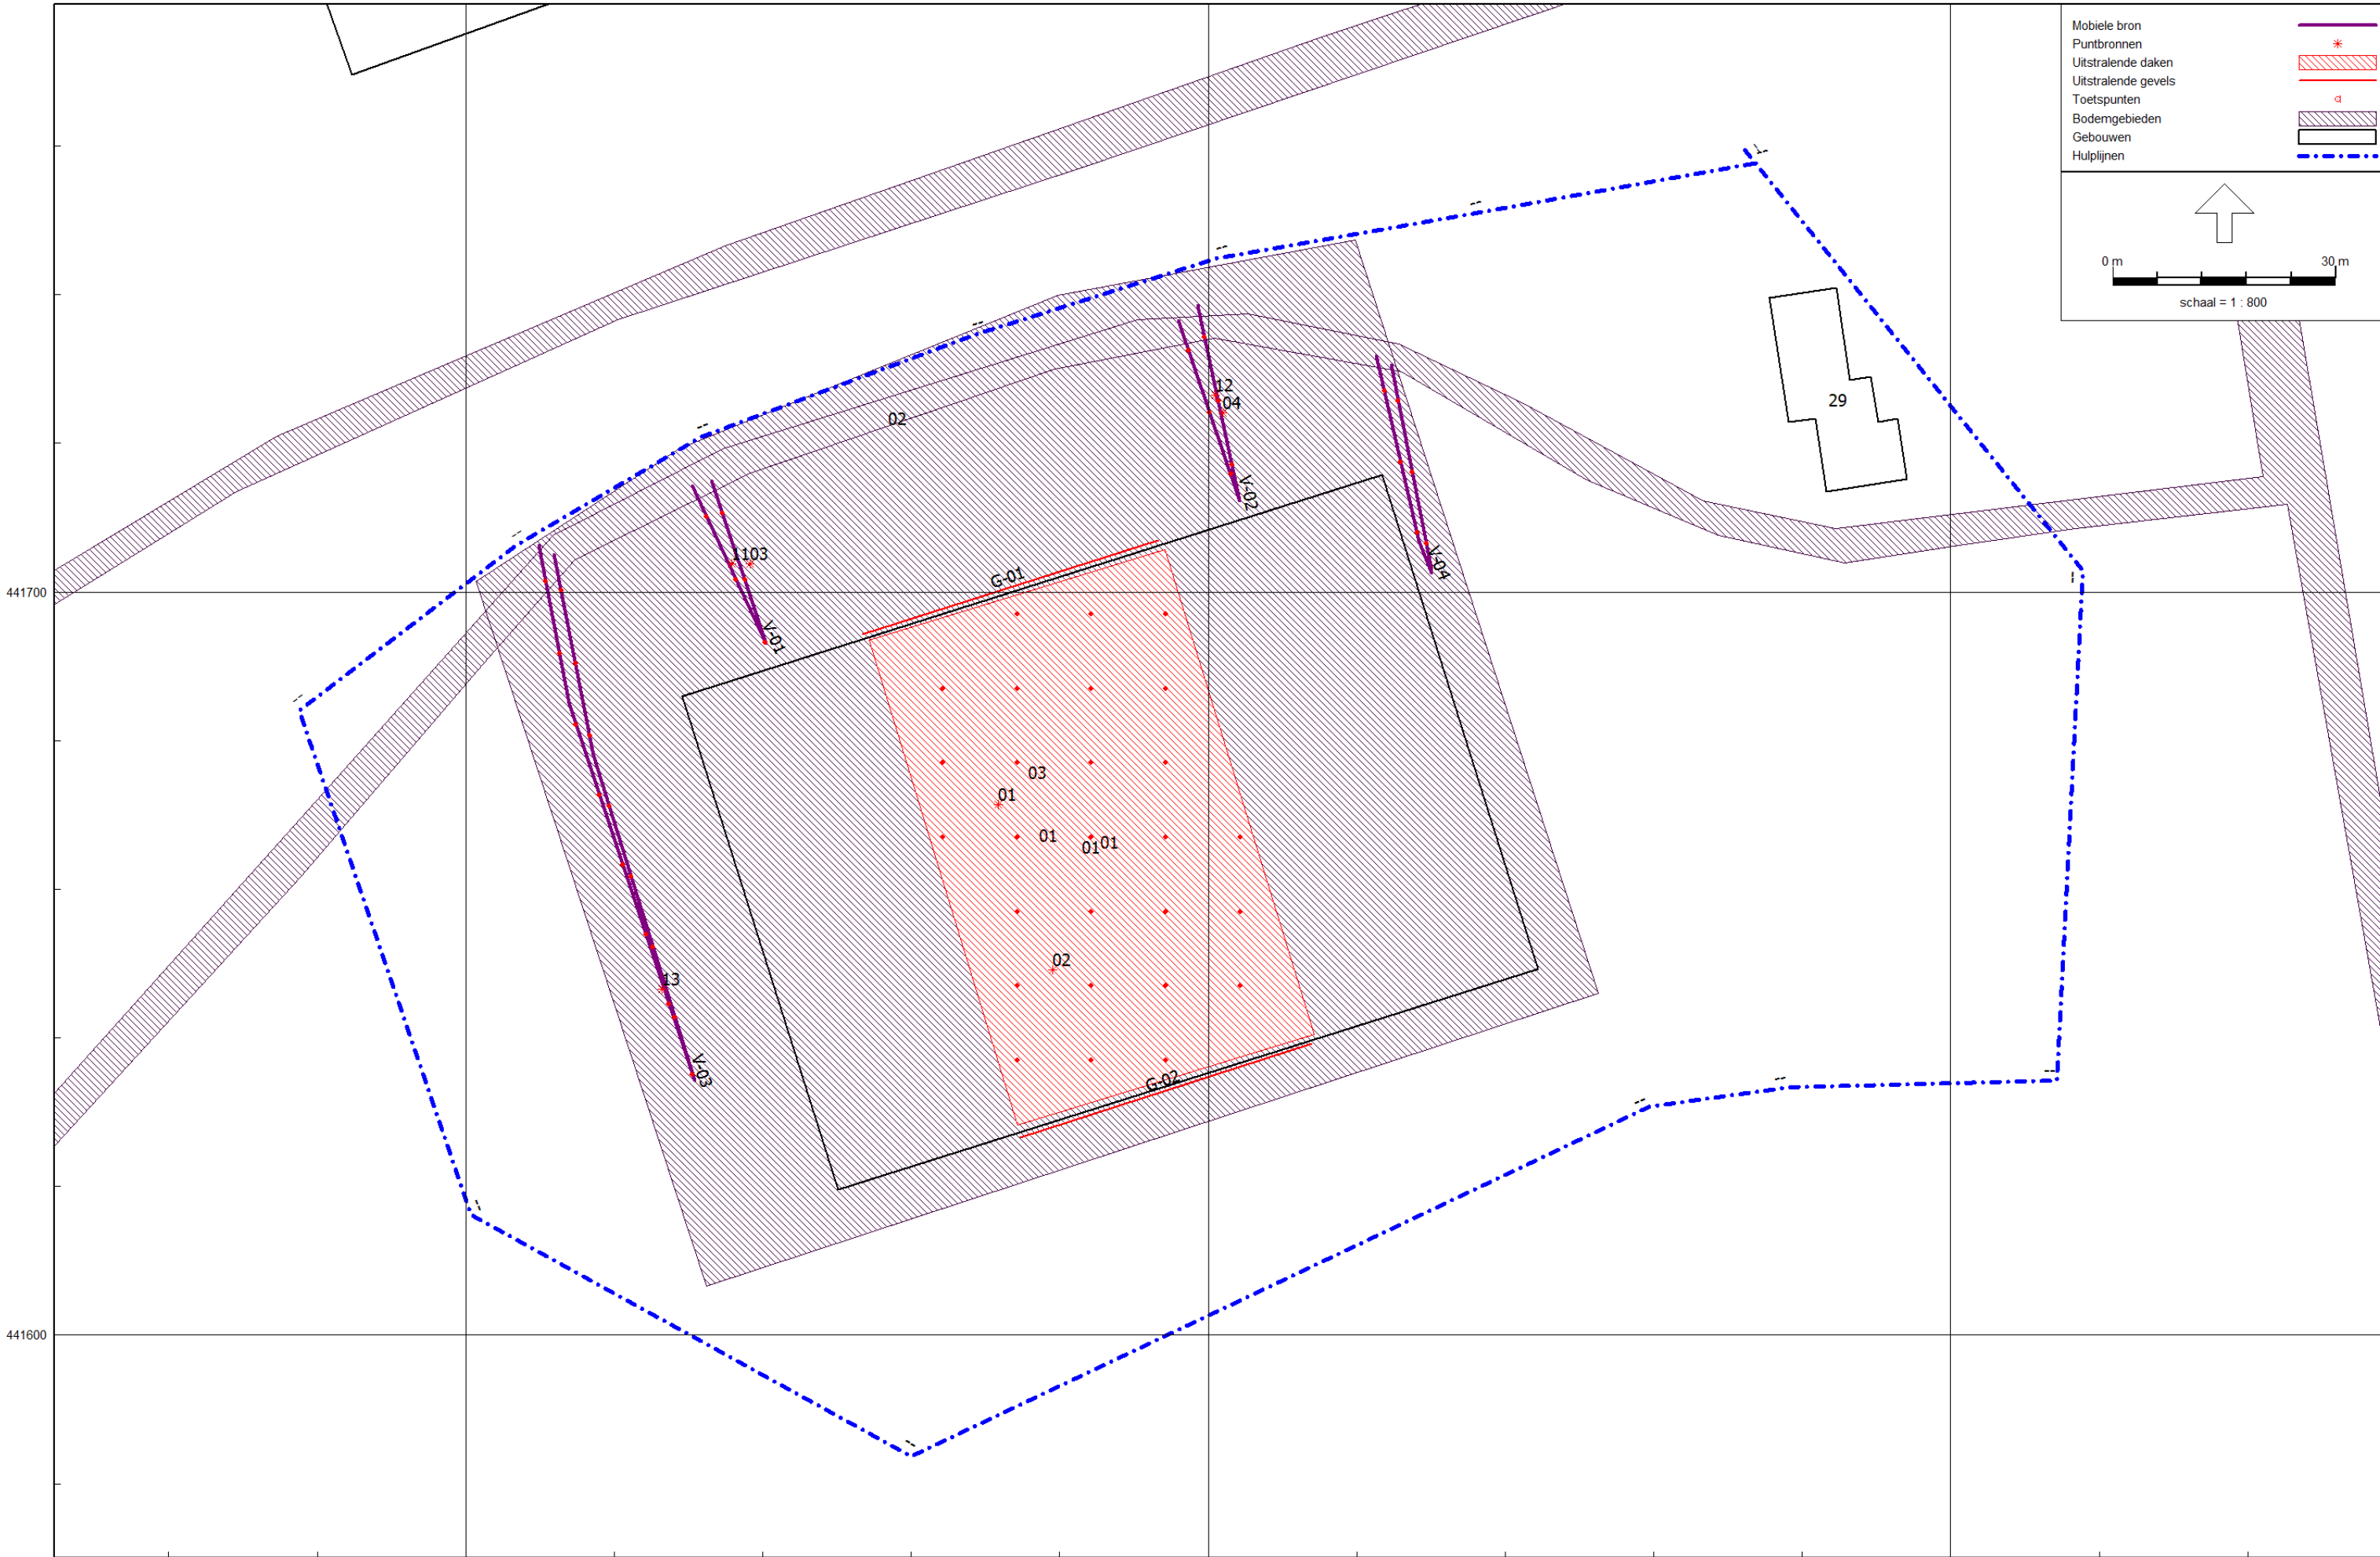 Mobiele bron
Puntbronnen
Uitstralende daken
Uitstralende gevels
Toetspunten
Bodemgebieden
Gebouwen
Hulplijnen
0 m 30 m
schaal = 1 : 800
12
04
02
29
V-02
1103
V-04
G-01
441700
V-01
03
01
01
0101
02
13
V-03
G-02
441600